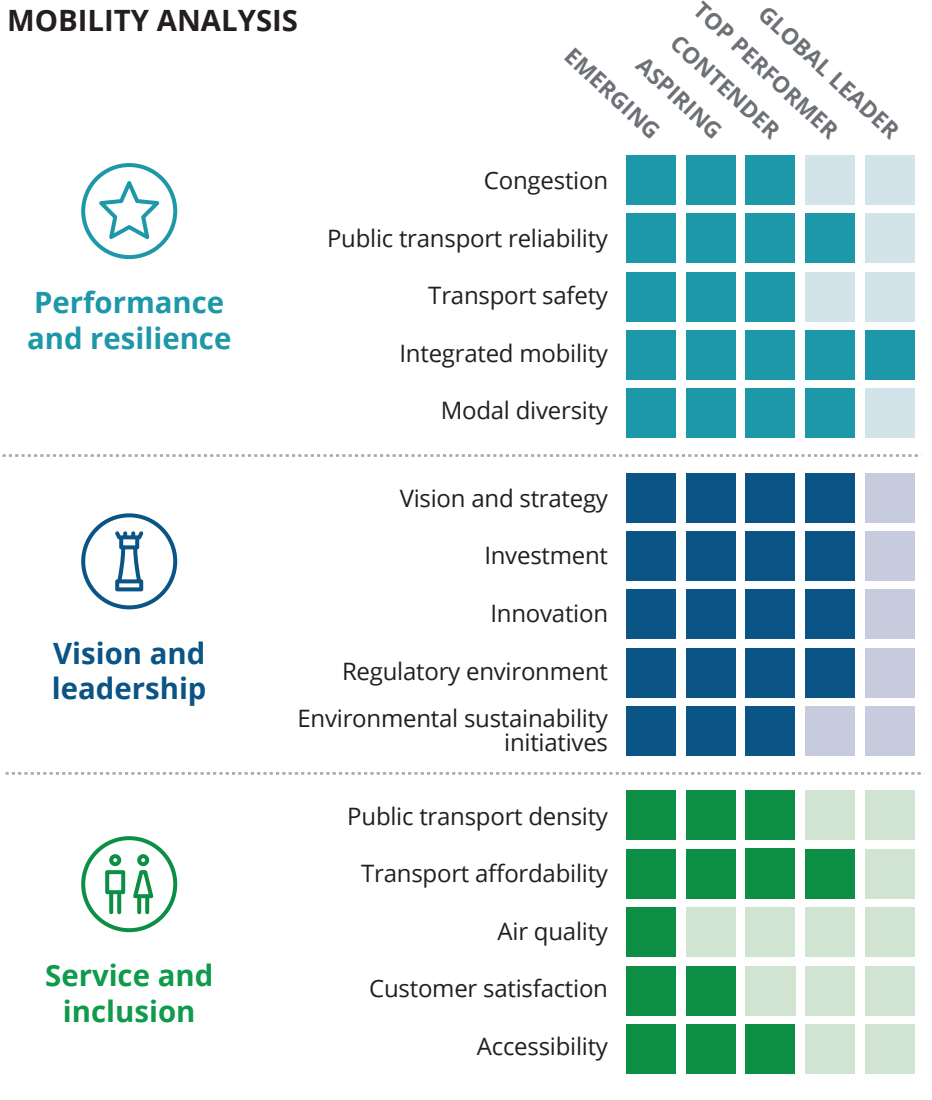 MOBILITY ANALYSIS
EMERGING
ASPIRING
CONTENDER
TOP PERFORMER
GLOBAL LEADER
Performance
and resilience
Congestion
Public transport reliability
Transport safety
Integrated mobility
Modal diversity
Vision and
leadership
Vision and strategy
Investment
Innovation
Regulatory environment
Environmental sustainability
initiatives
Service and
inclusion
Public transport density
Transport affordability
Air quality
Customer satisfaction
Accessibility